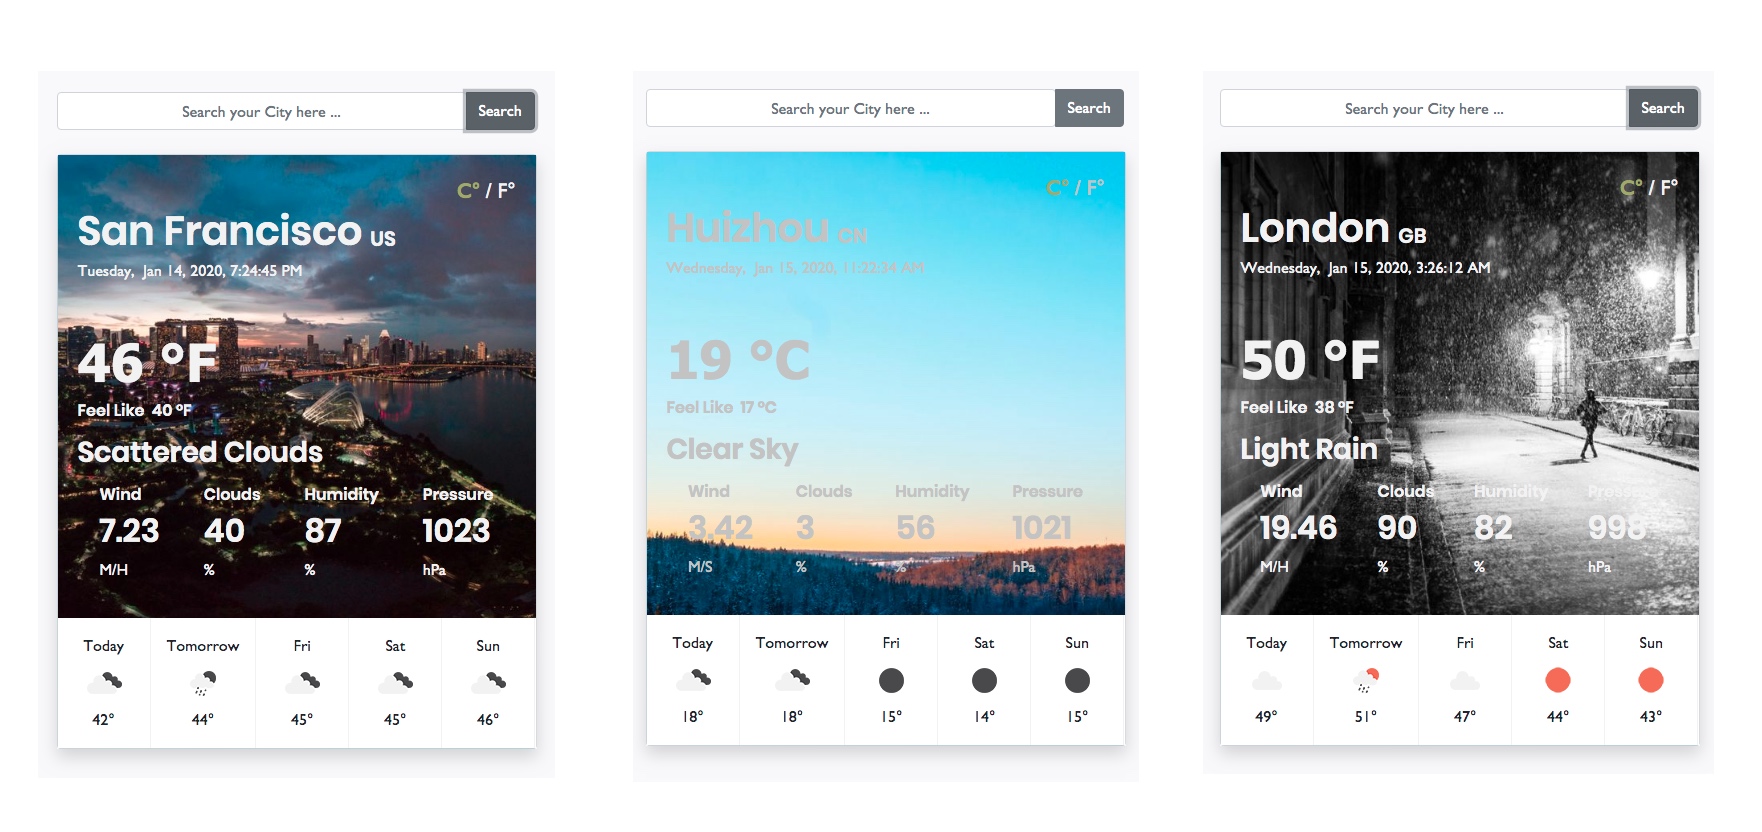 Search your City here ... Search
C° / F°
San Francisco US
Tuesday, Jan 14, 2020, 7:24:45 PM
46 °F
Feel Like 40 °F
Scattered Clouds
Wind Clouds Humidity Pressure
7.23 40 87 1023
M/H % % hPa
Today Tomorrow Fri Sat Sun
42° 44° 45° 45° 46°
Search your City here ... Search
C° / F°
Huizhou CN
Wednesday, Jan 15, 2020, 11:22:34 AM
19 °C
Feel Like 17 °C
Clear Sky
Wind Clouds Humidity Pressure
3.42 3 56 1021
M/S % % hPa
Today Tomorrow Fri Sat Sun
18° 18° 15° 14° 15°
Search your City here ... Search
C° / F°
London GB
Wednesday, Jan 15, 2020, 3:26:12 AM
50 °F
Feel Like 38 °F
Light Rain
Wind Clouds Humidity Pressure
19.46 90 82 998
M/H % % hPa
Today Tomorrow Fri Sat Sun
49° 51° 47° 44° 43°